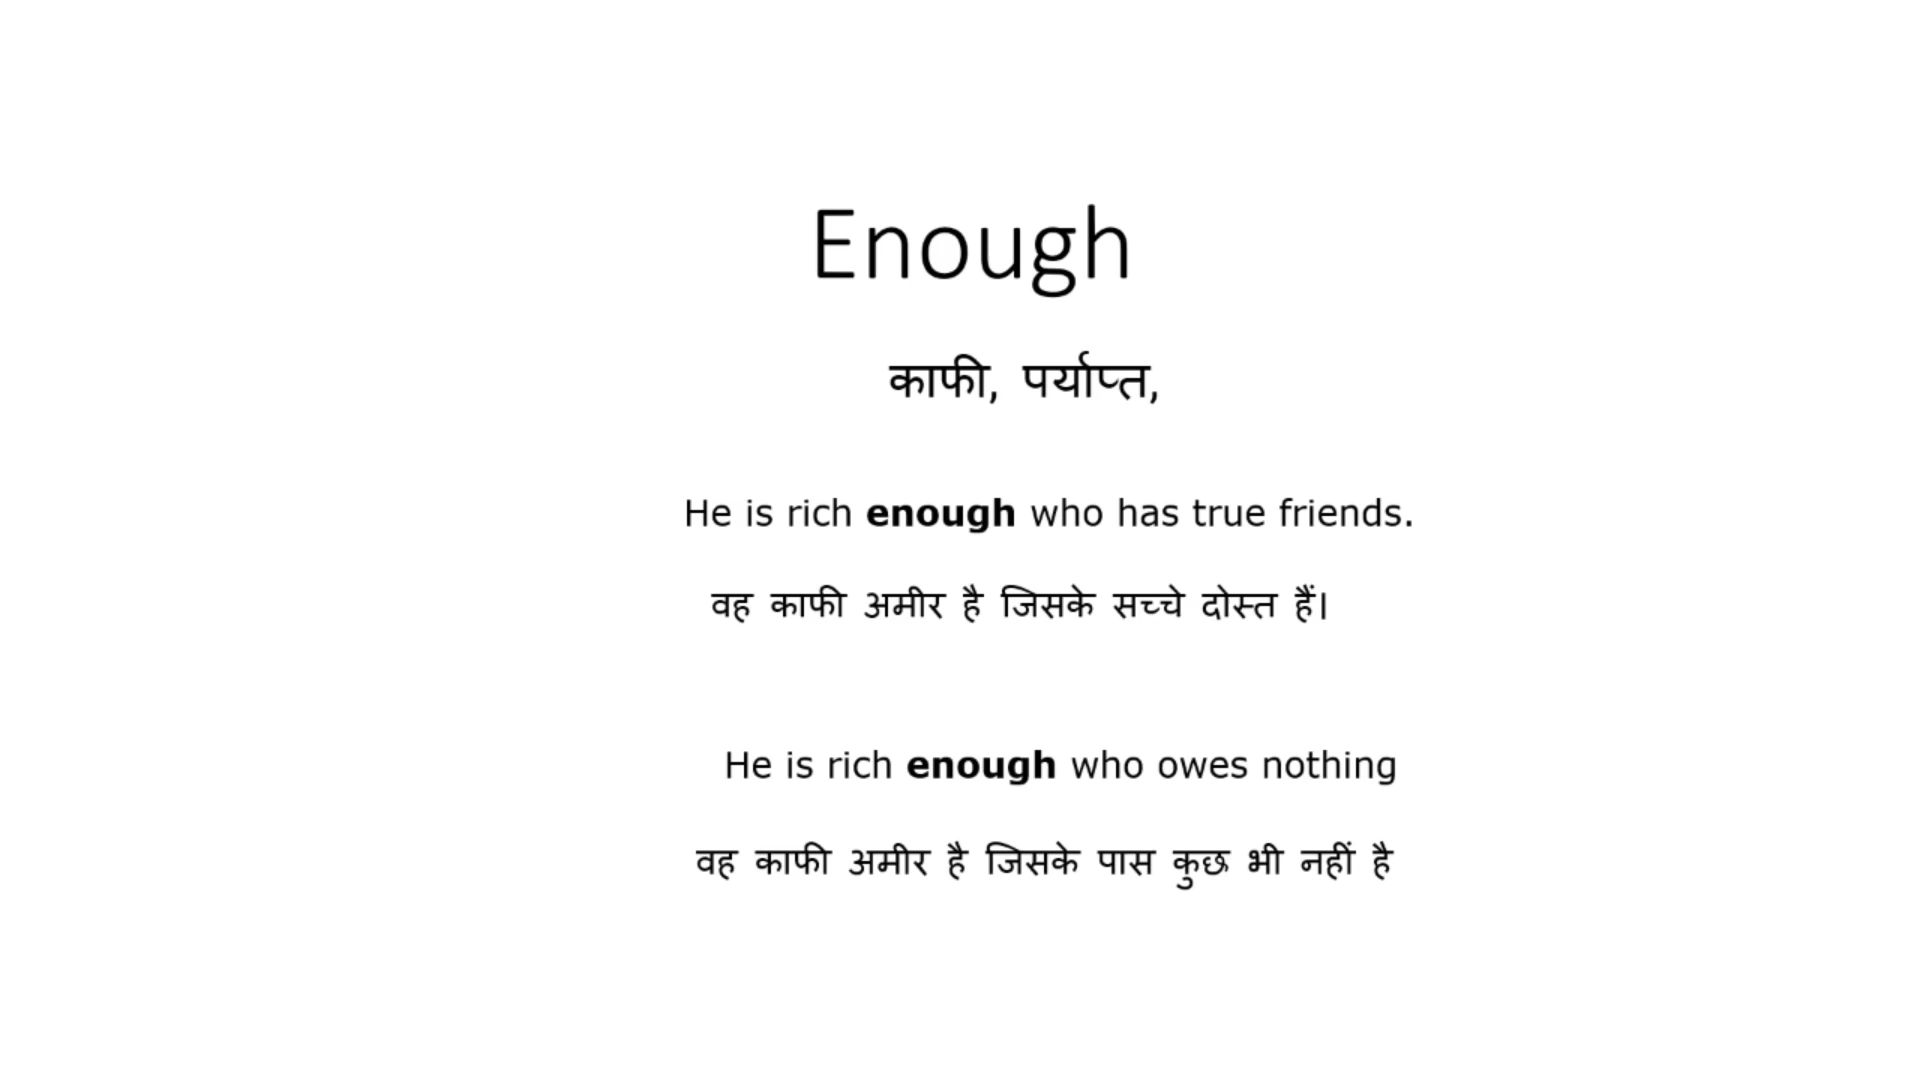 Enough
काफी, पर्याप्त,
He is rich enough who has true friends.
वह काफी अमीर है जिसके सच्चे दोस्त हैं।
He is rich enough who owes nothing
वह काफी अमीर है जिसके पास कुछ भी नहीं है